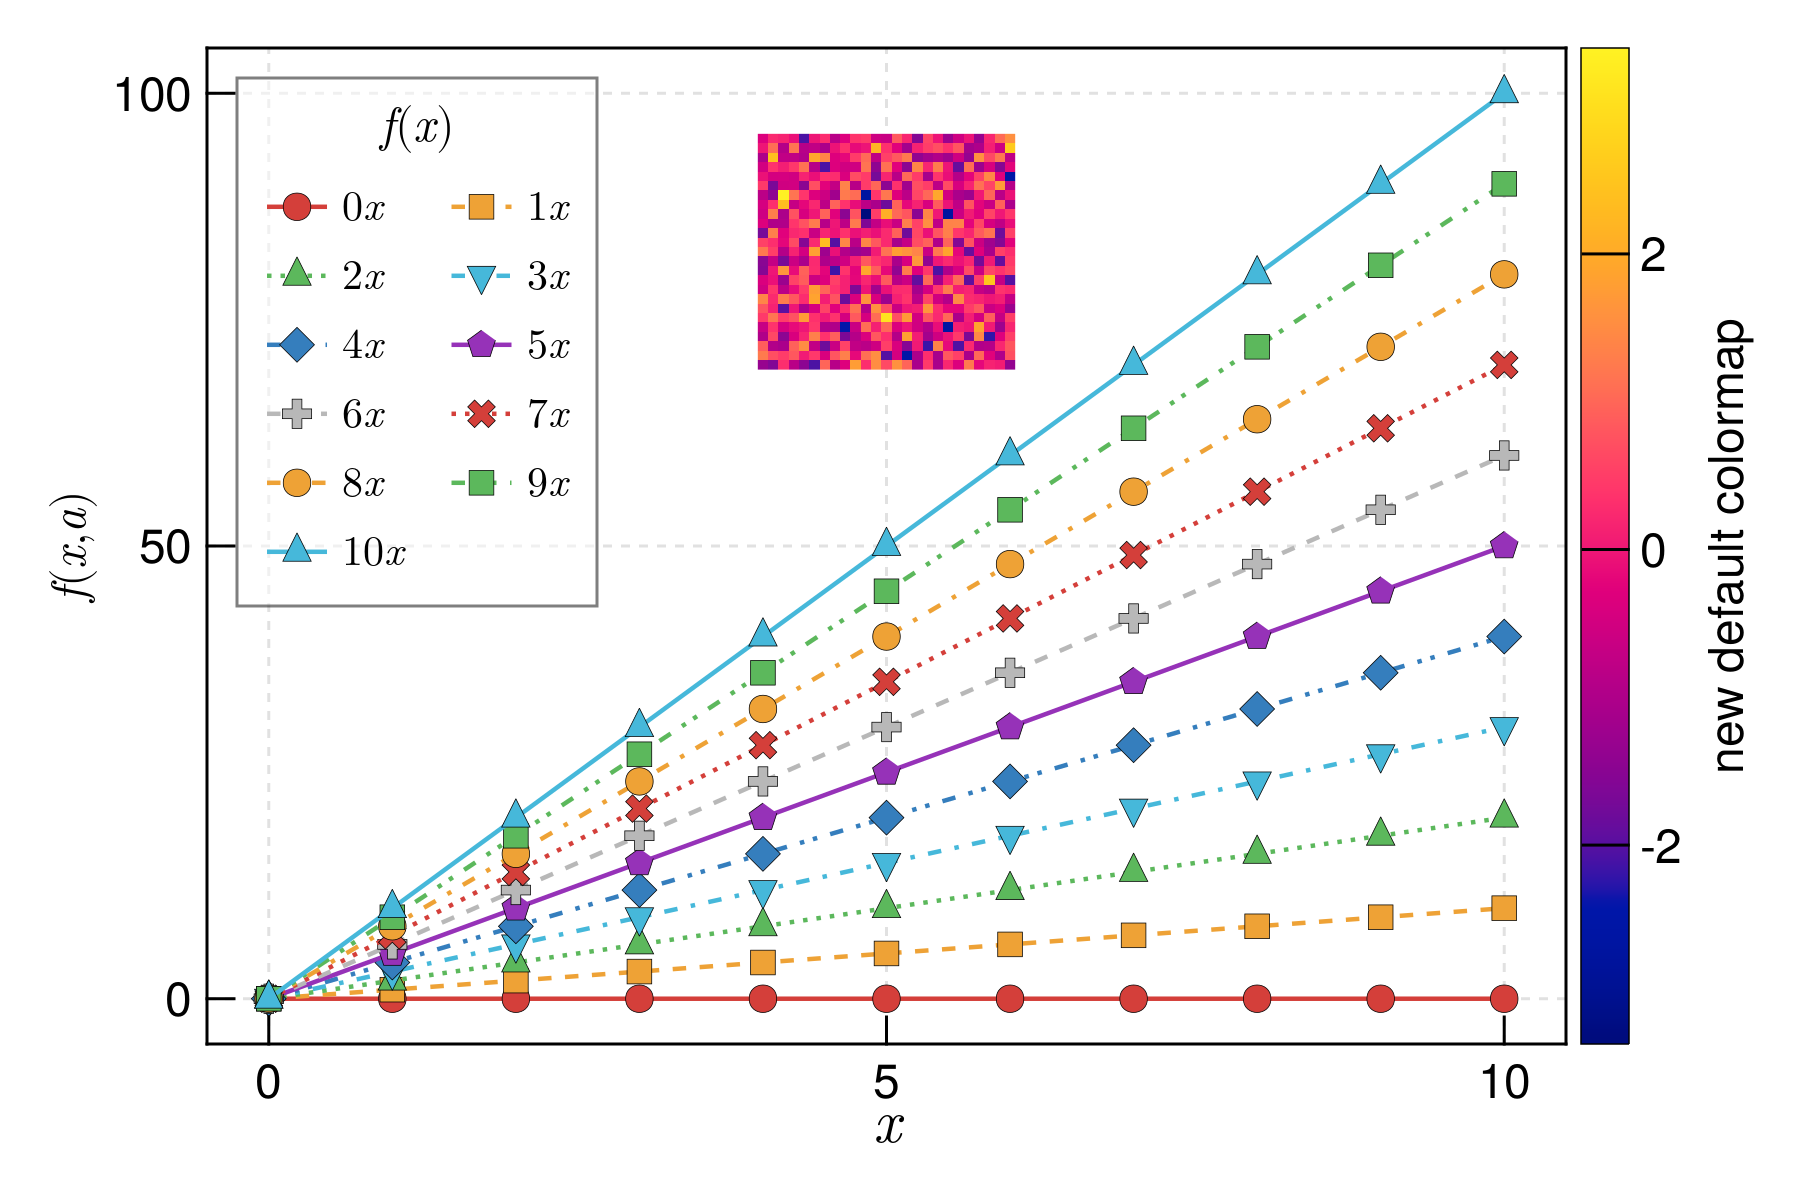 f(x)
0x 1x
2x 3x
4x 5x
6x 7x
8x 9x
10x
100
50
0
f(x,a)
0 5 10
x
2
0
-2
new default colormap